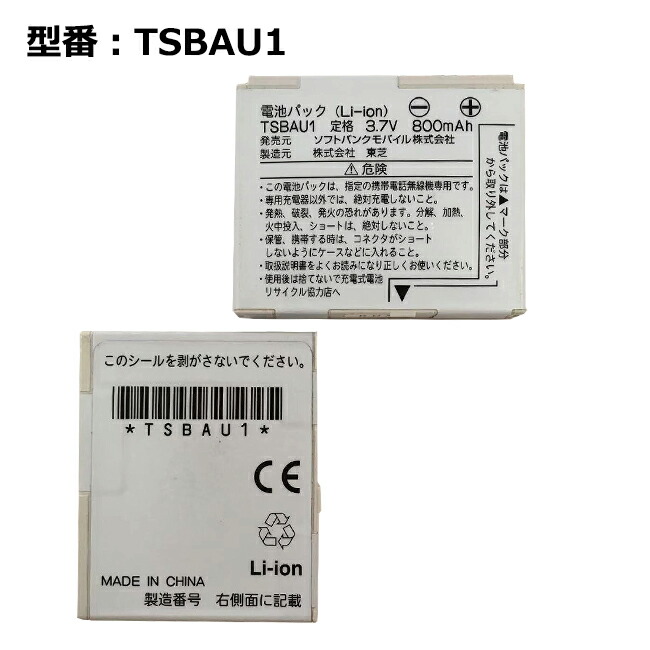 型番：TSBAU1
電池パック (Li-ion) ⊖ ⊕
TSBAU1 定格 3.7V 800mAh
発売元 ソフトバンクモバイル株式会社
製造元 株式会社 東芝
⚠危険
・この電池パックは、指定の携帯電話無線機専用です。
・専用充電器以外では、絶対充電しないこと。
・発熱、破裂、発火の恐れがあります。分解、加熱、
火中投入、ショートは、絶対しないこと。
・保管、携帯する時は、コネクタがショート
しないようにケースなどに入れること。
・取扱説明書をよくお読みになり正しくお使いください。
・使用後は捨てないで充電式電池
リサイクル協力店へ
電池パックは▲マーク部分
から取り外してください。
▼
このシールを剥がさないでください。
*TSBAU1*
CE
Li-ion
MADE IN CHINA
製造番号 右側面に記載